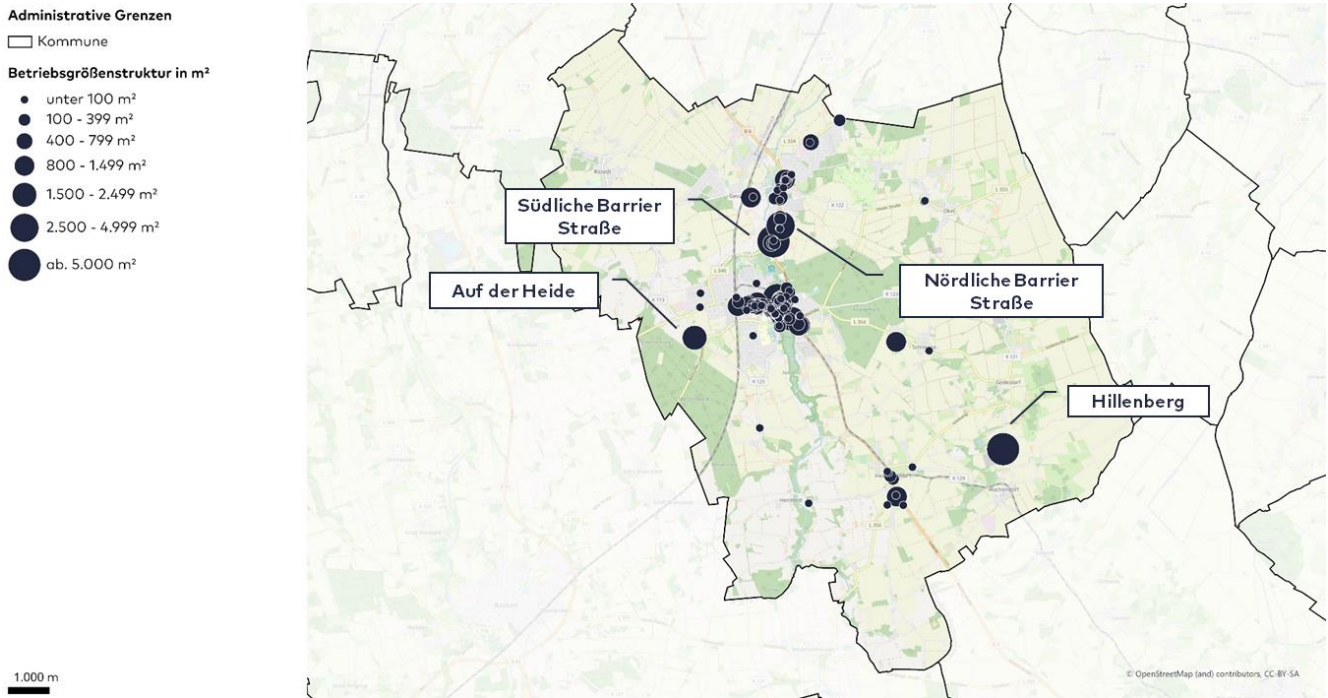 Administrative Grenzen
Kommune
Betriebsgrößenstruktur in m²
unter 100 m²
100 - 399 m²
400 - 799 m²
800 - 1.499 m²
1.500 - 2.499 m²
2.500 - 4.999 m²
ab. 5.000 m²
Südliche Barrier
Straße
Auf der Heide
Nördliche Barrier
Straße
Hillenberg
1.000 m
© OpenStreetMap (and) contributors, CC-BY-SA